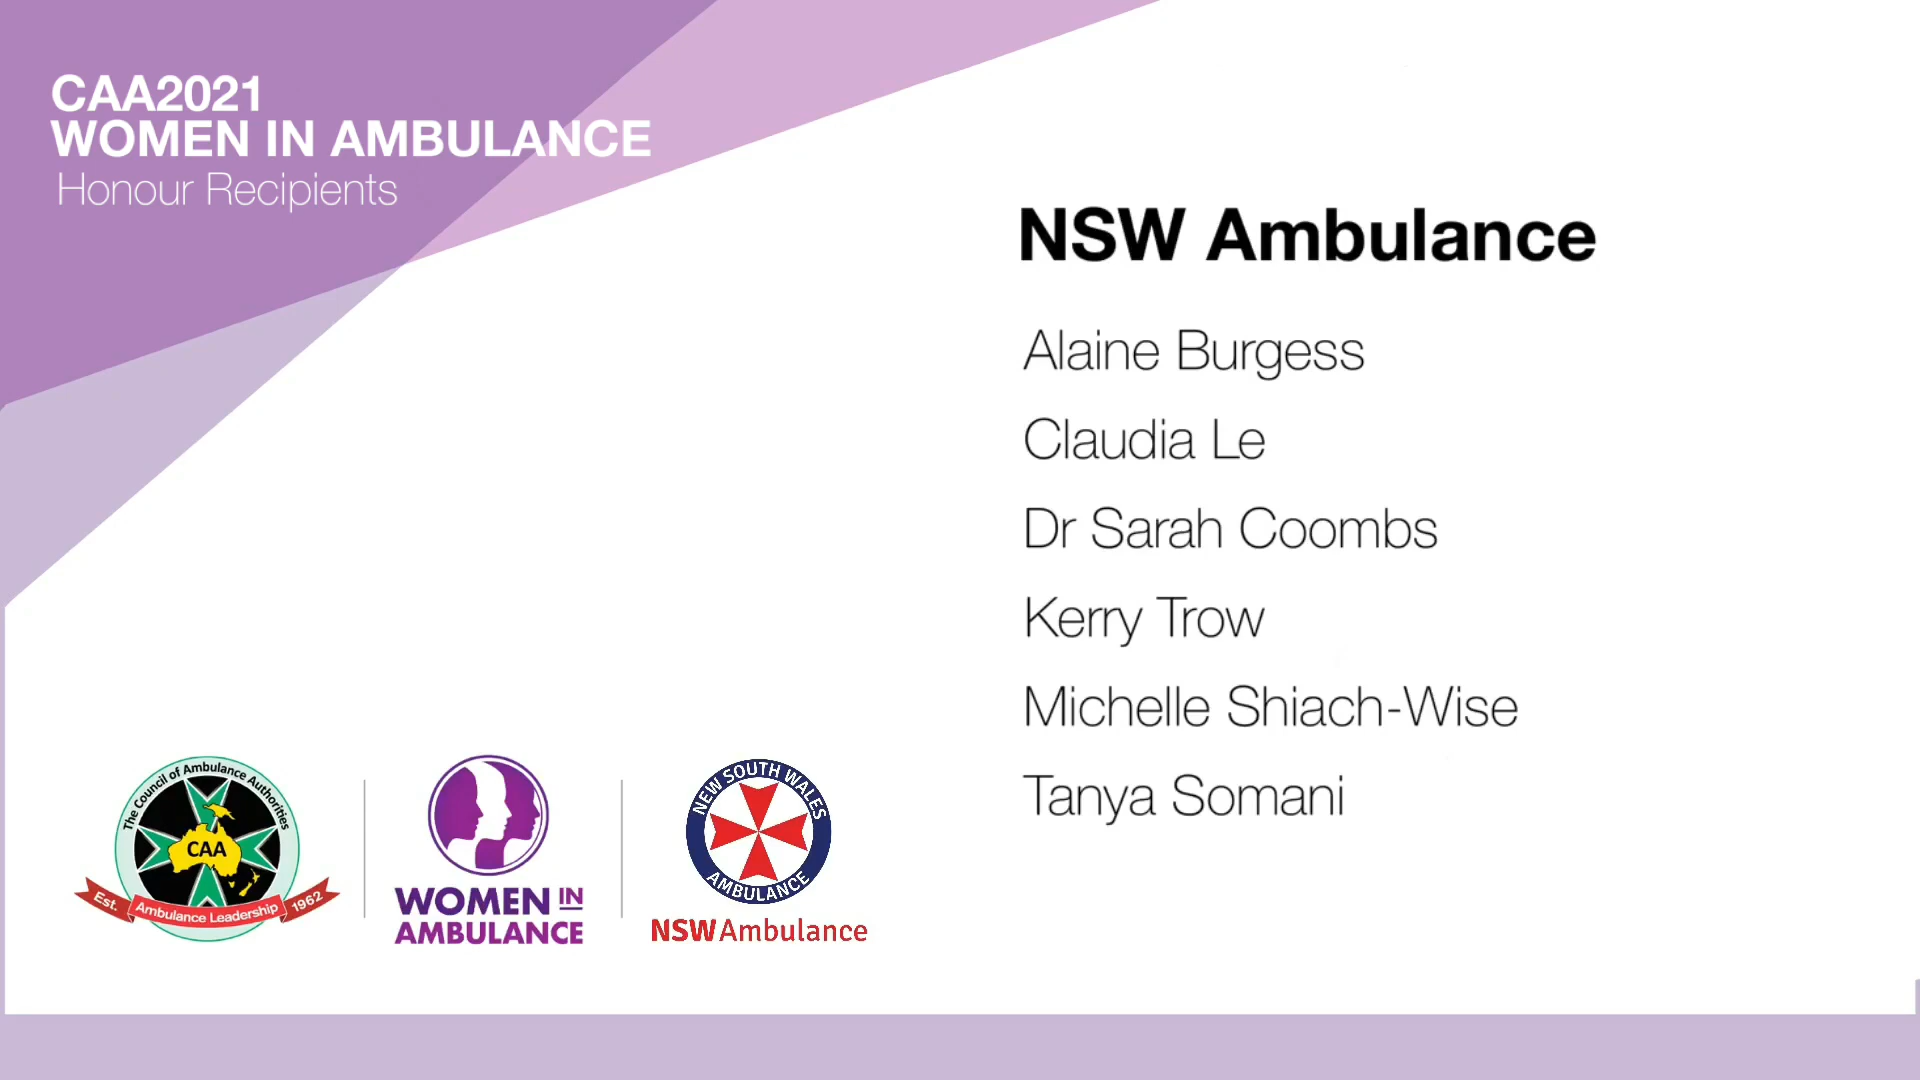 CAA2021
WOMEN IN AMBULANCE
Honour Recipients
NSW Ambulance
Alaine Burgess
Claudia Le
Dr Sarah Coombs
Kerry Trow
Michelle Shiach-Wise
Tanya Somani
The Council of Ambulance Authorities
CAA
Est.
Ambulance Leadership
1962
WOMEN IN
AMBULANCE
NEW SOUTH WALES
AMBULANCE
NSW Ambulance